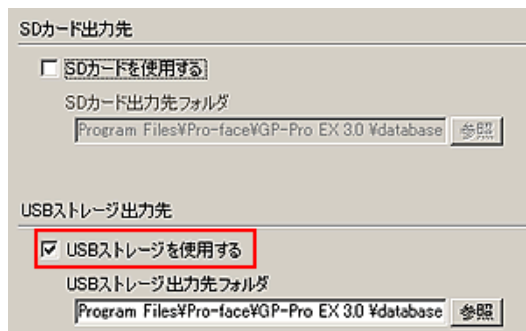 SDカード出力先
SDカードを使用する
SDカード出力先フォルダ
Program Files¥Pro-face¥GP-Pro EX 3.0 ¥database 参照
USBストレージ出力先
USBストレージを使用する
USBストレージ出力先フォルダ
Program Files¥Pro-face¥GP-Pro EX 3.0 ¥database 参照